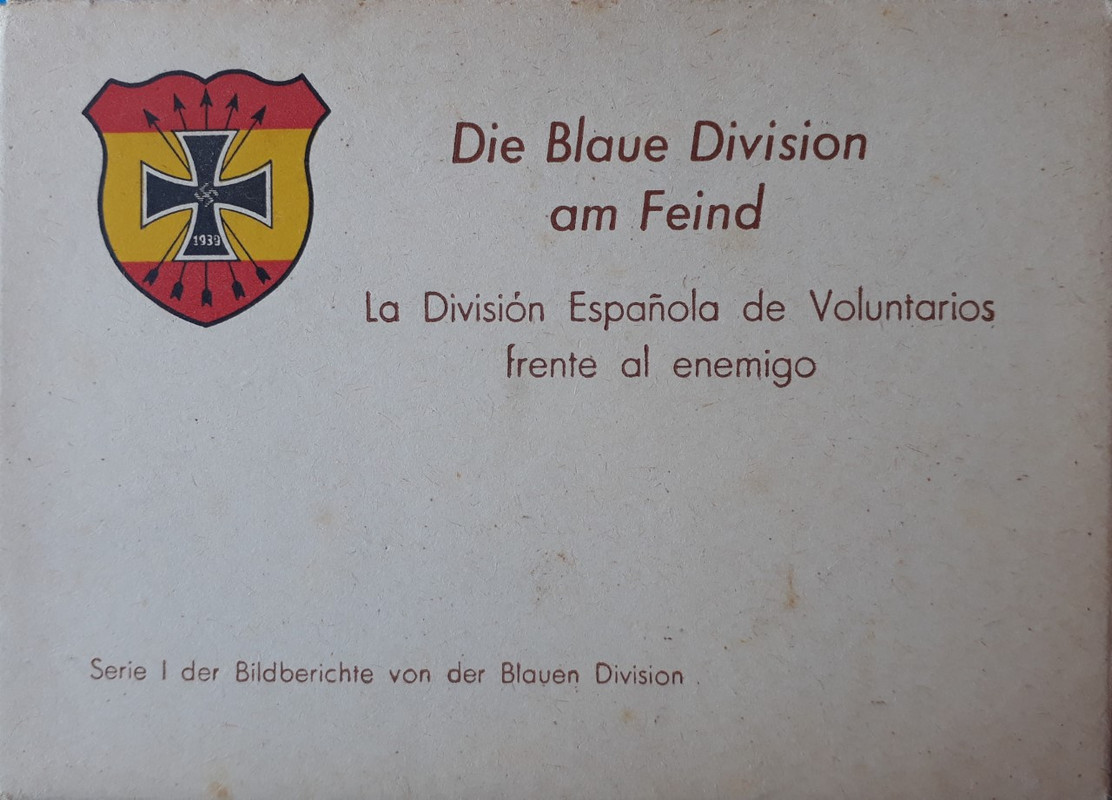 1939
Die Blaue Division
am Feind
La División Española de Voluntarios
frente al enemigo
Serie I der Bildberichte von der Blauen Division